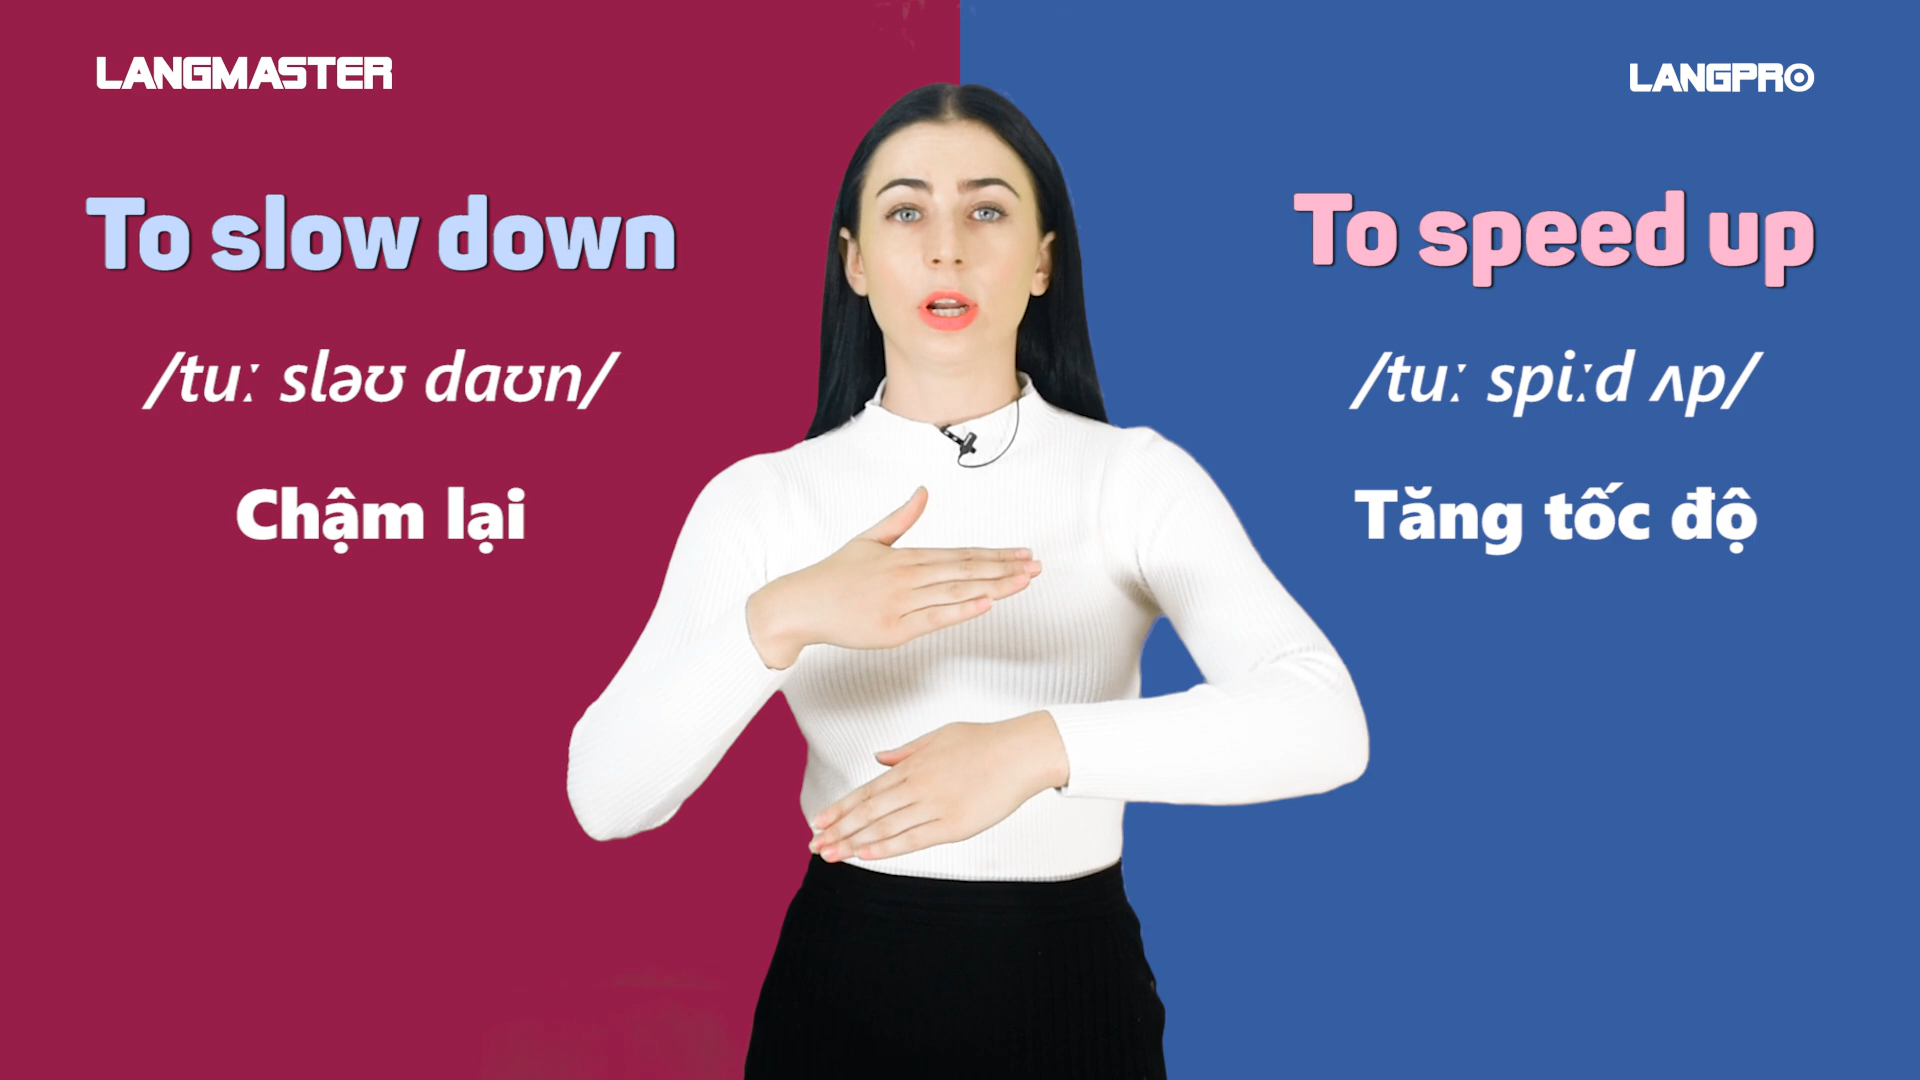 LANGMASTER
LANGPRO
To slow down
/tuː sləʊ daʊn/
Chậm lại
To speed up
/tuː spiːd ʌp/
Tăng tốc độ